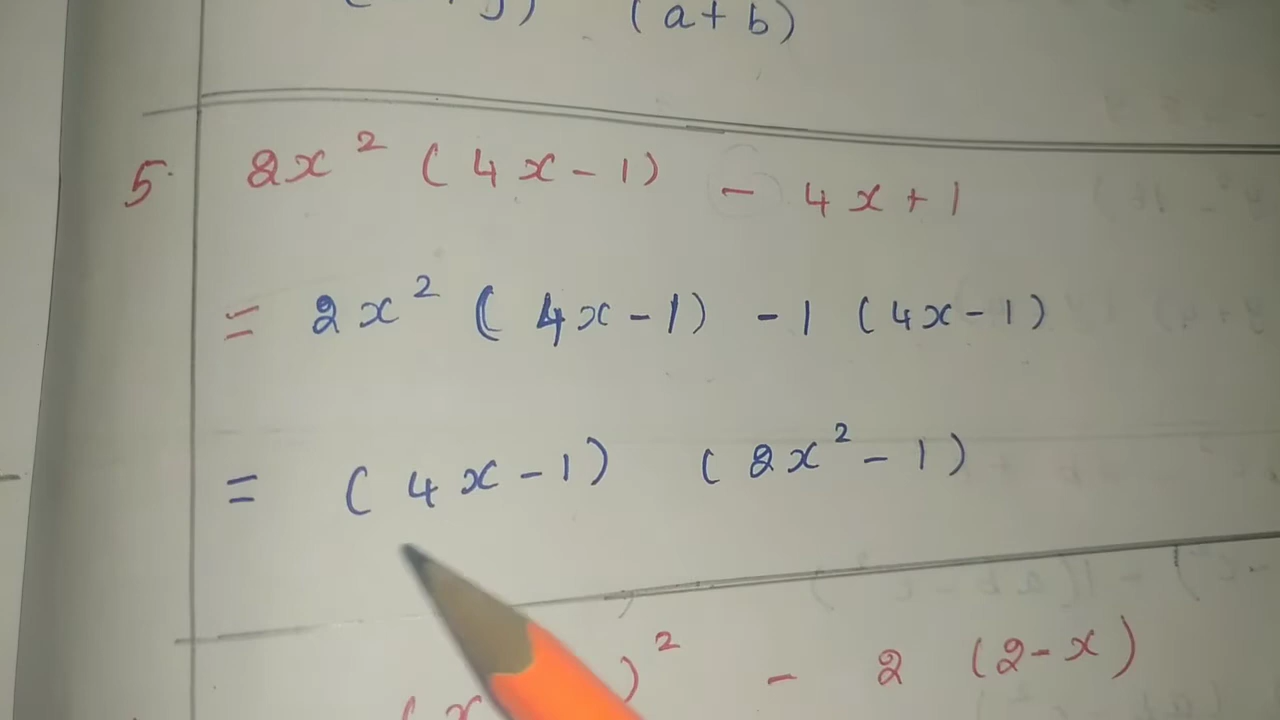 (a+b)
5. 2x² (4x-1) - 4x+1
= 2x² (4x-1) -1 (4x-1)
= (4x-1) (2x²-1)
(x )² - 2 (2-x)